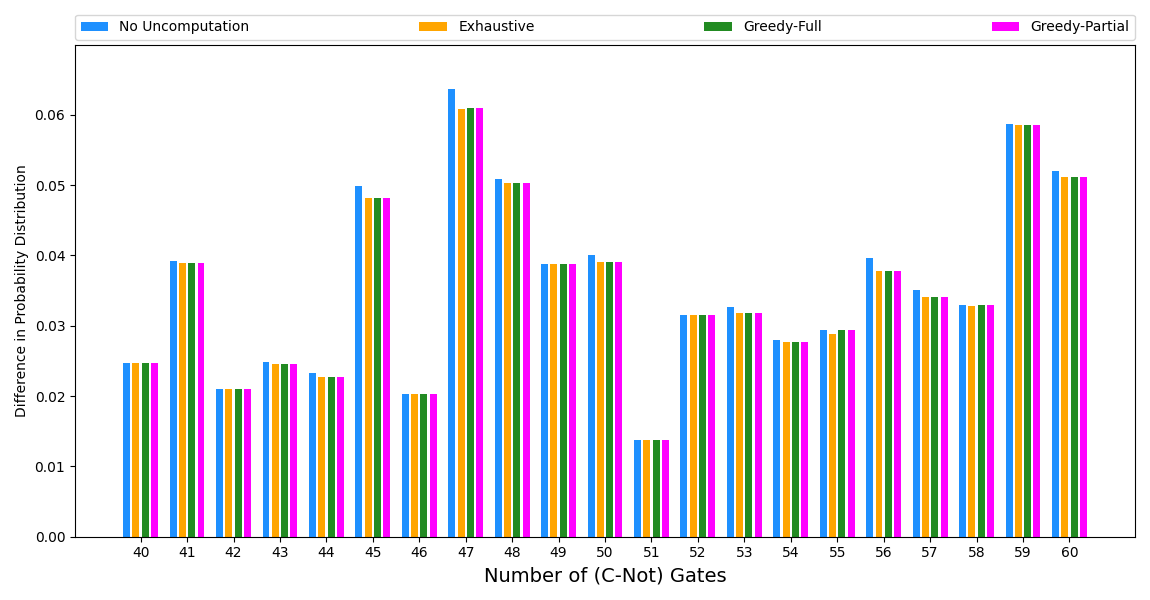 No Uncomputation Exhaustive Greedy-Full Greedy-Partial
Difference in Probability Distribution
0.06
0.05
0.04
0.03
0.02
0.01
0.00
40 41 42 43 44 45 46 47 48 49 50 51 52 53 54 55 56 57 58 59 60
Number of (C-Not) Gates